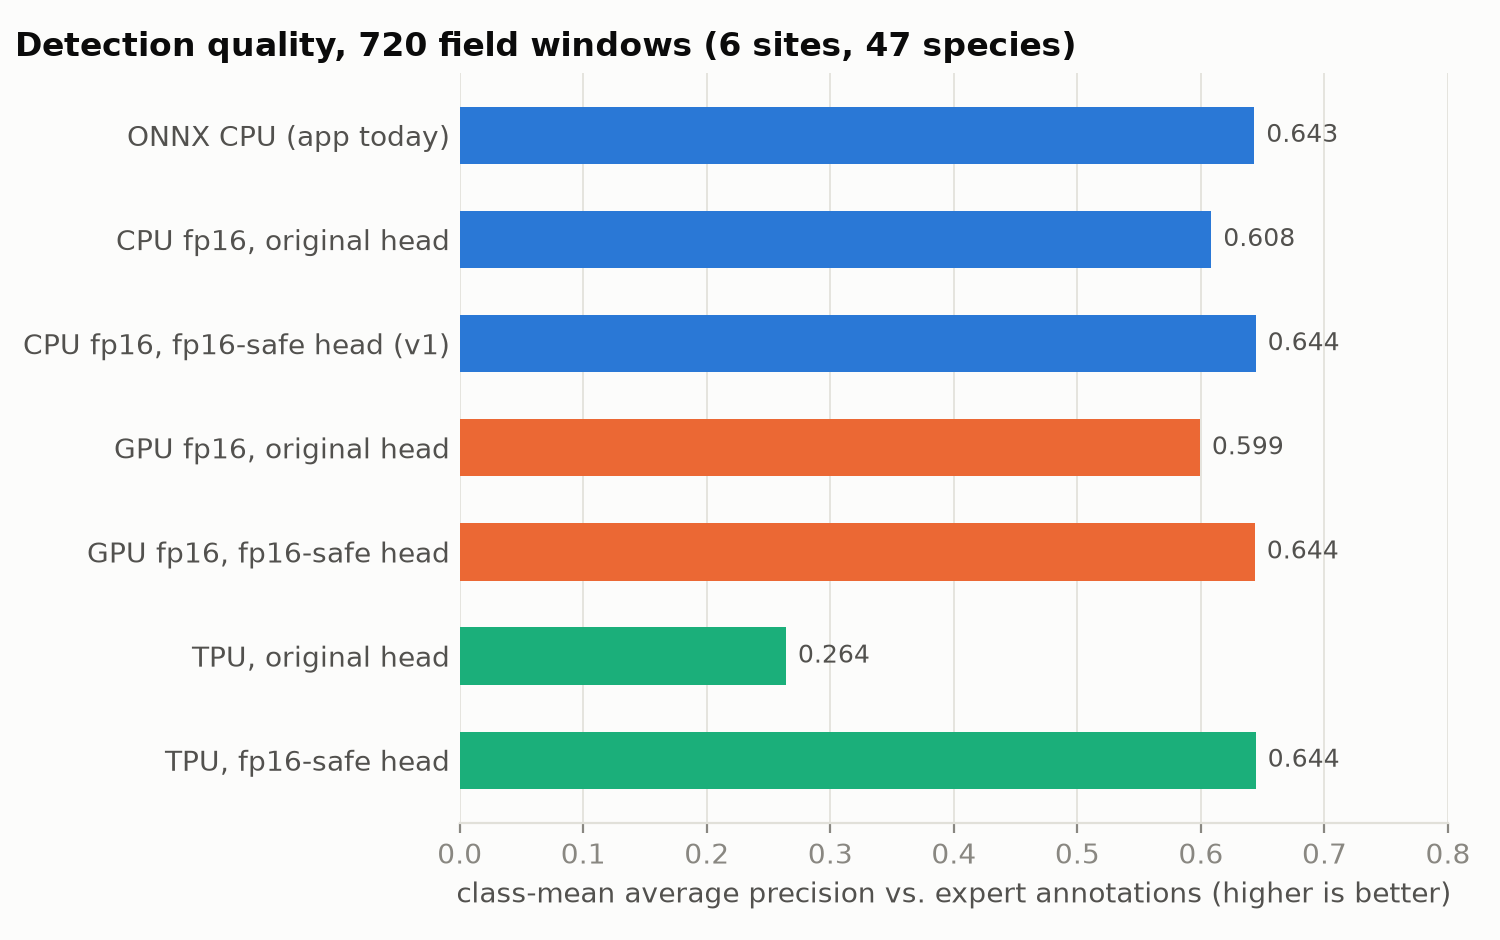 Detection quality, 720 field windows (6 sites, 47 species)
ONNX CPU (app today) 0.643
CPU fp16, original head 0.608
CPU fp16, fp16-safe head (v1) 0.644
GPU fp16, original head 0.599
GPU fp16, fp16-safe head 0.644
TPU, original head 0.264
TPU, fp16-safe head 0.644
0.0 0.1 0.2 0.3 0.4 0.5 0.6 0.7 0.8
class-mean average precision vs. expert annotations (higher is better)